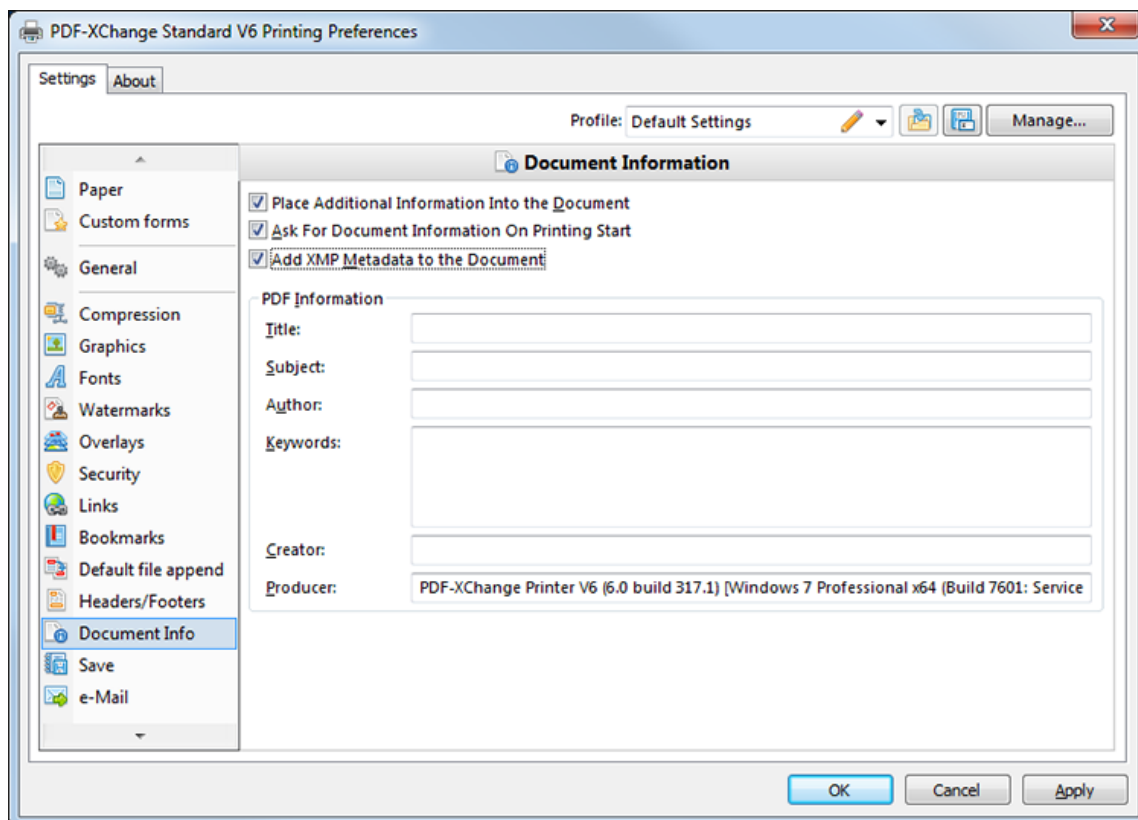 PDF-XChange Standard V6 Printing Preferences
Settings About
Profile: Default Settings Manage...
Document Information
Paper
Custom forms
General
Compression
Graphics
Fonts
Watermarks
Overlays
Security
Links
Bookmarks
Default file append
Headers/Footers
Document Info
Save
e-Mail
Place Additional Information Into the Document
Ask For Document Information On Printing Start
Add XMP Metadata to the Document
PDF Information
Title:
Subject:
Author:
Keywords:
Creator:
Producer: PDF-XChange Printer V6 (6.0 build 317.1) [Windows 7 Professional x64 (Build 7601: Service
OK Cancel Apply